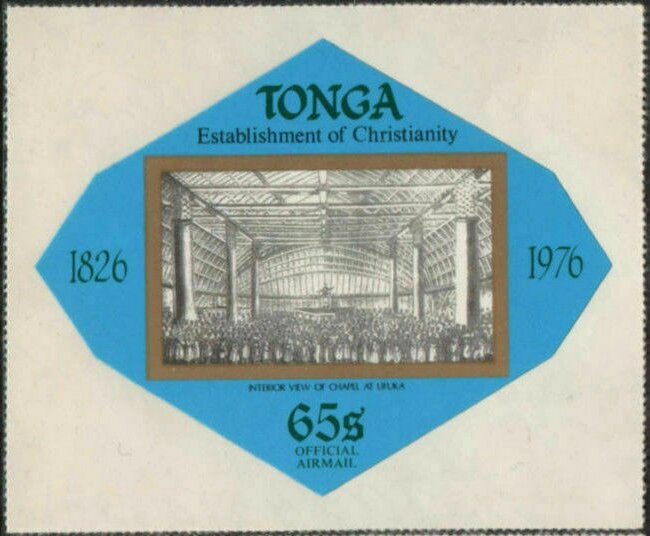 TONGA
Establishment of Christianity
1826
1976
INTERIOR VIEW OF CHAPEL AT LIFUKA
65s
OFFICIAL
AIRMAIL